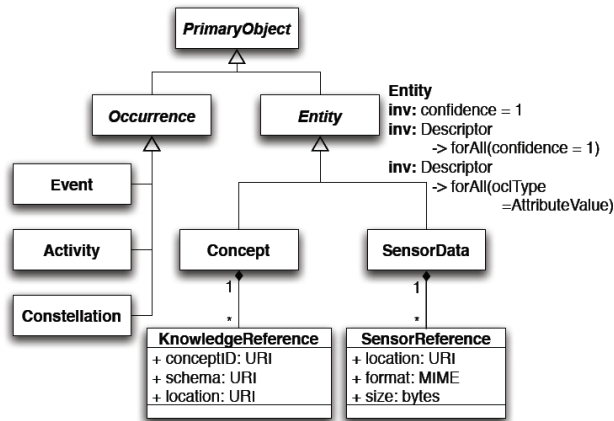 PrimaryObject
Occurrence
Entity
Entity
inv: confidence = 1
inv: Descriptor
-> forAll(confidence = 1)
inv: Descriptor
-> forAll(oclType
=AttributeValue)
Event
Activity
Constellation
Concept
SensorData
1
1
*
*
KnowledgeReference
+ conceptID: URI
+ schema: URI
+ location: URI
SensorReference
+ location: URI
+ format: MIME
+ size: bytes